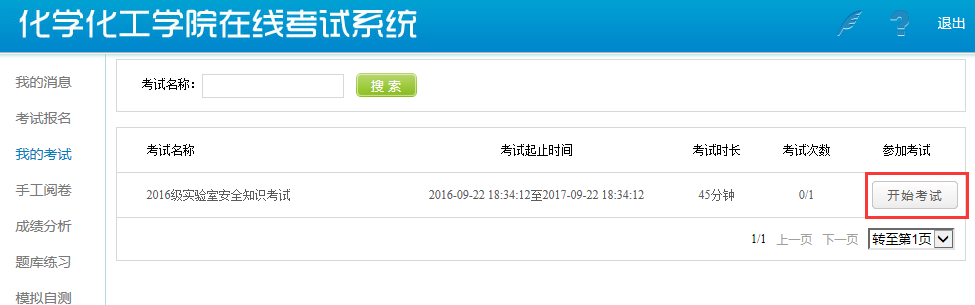 化学化工学院在线考试系统
退出
我的消息
考试报名
我的考试
手工阅卷
成绩分析
题库练习
模拟自测
考试名称：
搜 索
考试名称 考试起止时间 考试时长 考试次数 参加考试
2016级实验室安全知识考试 2016-09-22 18:34:12至2017-09-22 18:34:12 45分钟 0/1 开始考试
1/1 上一页 下一页 转至第1页